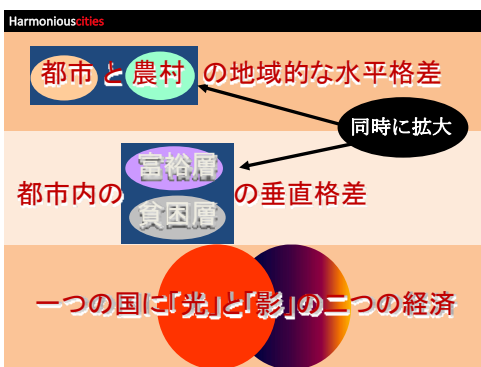 Harmoniouscities
都市と農村の地域的な水平格差
同時に拡大
都市内の富裕層
貧困層の垂直格差
一つの国に「光」と「影」の二つの経済